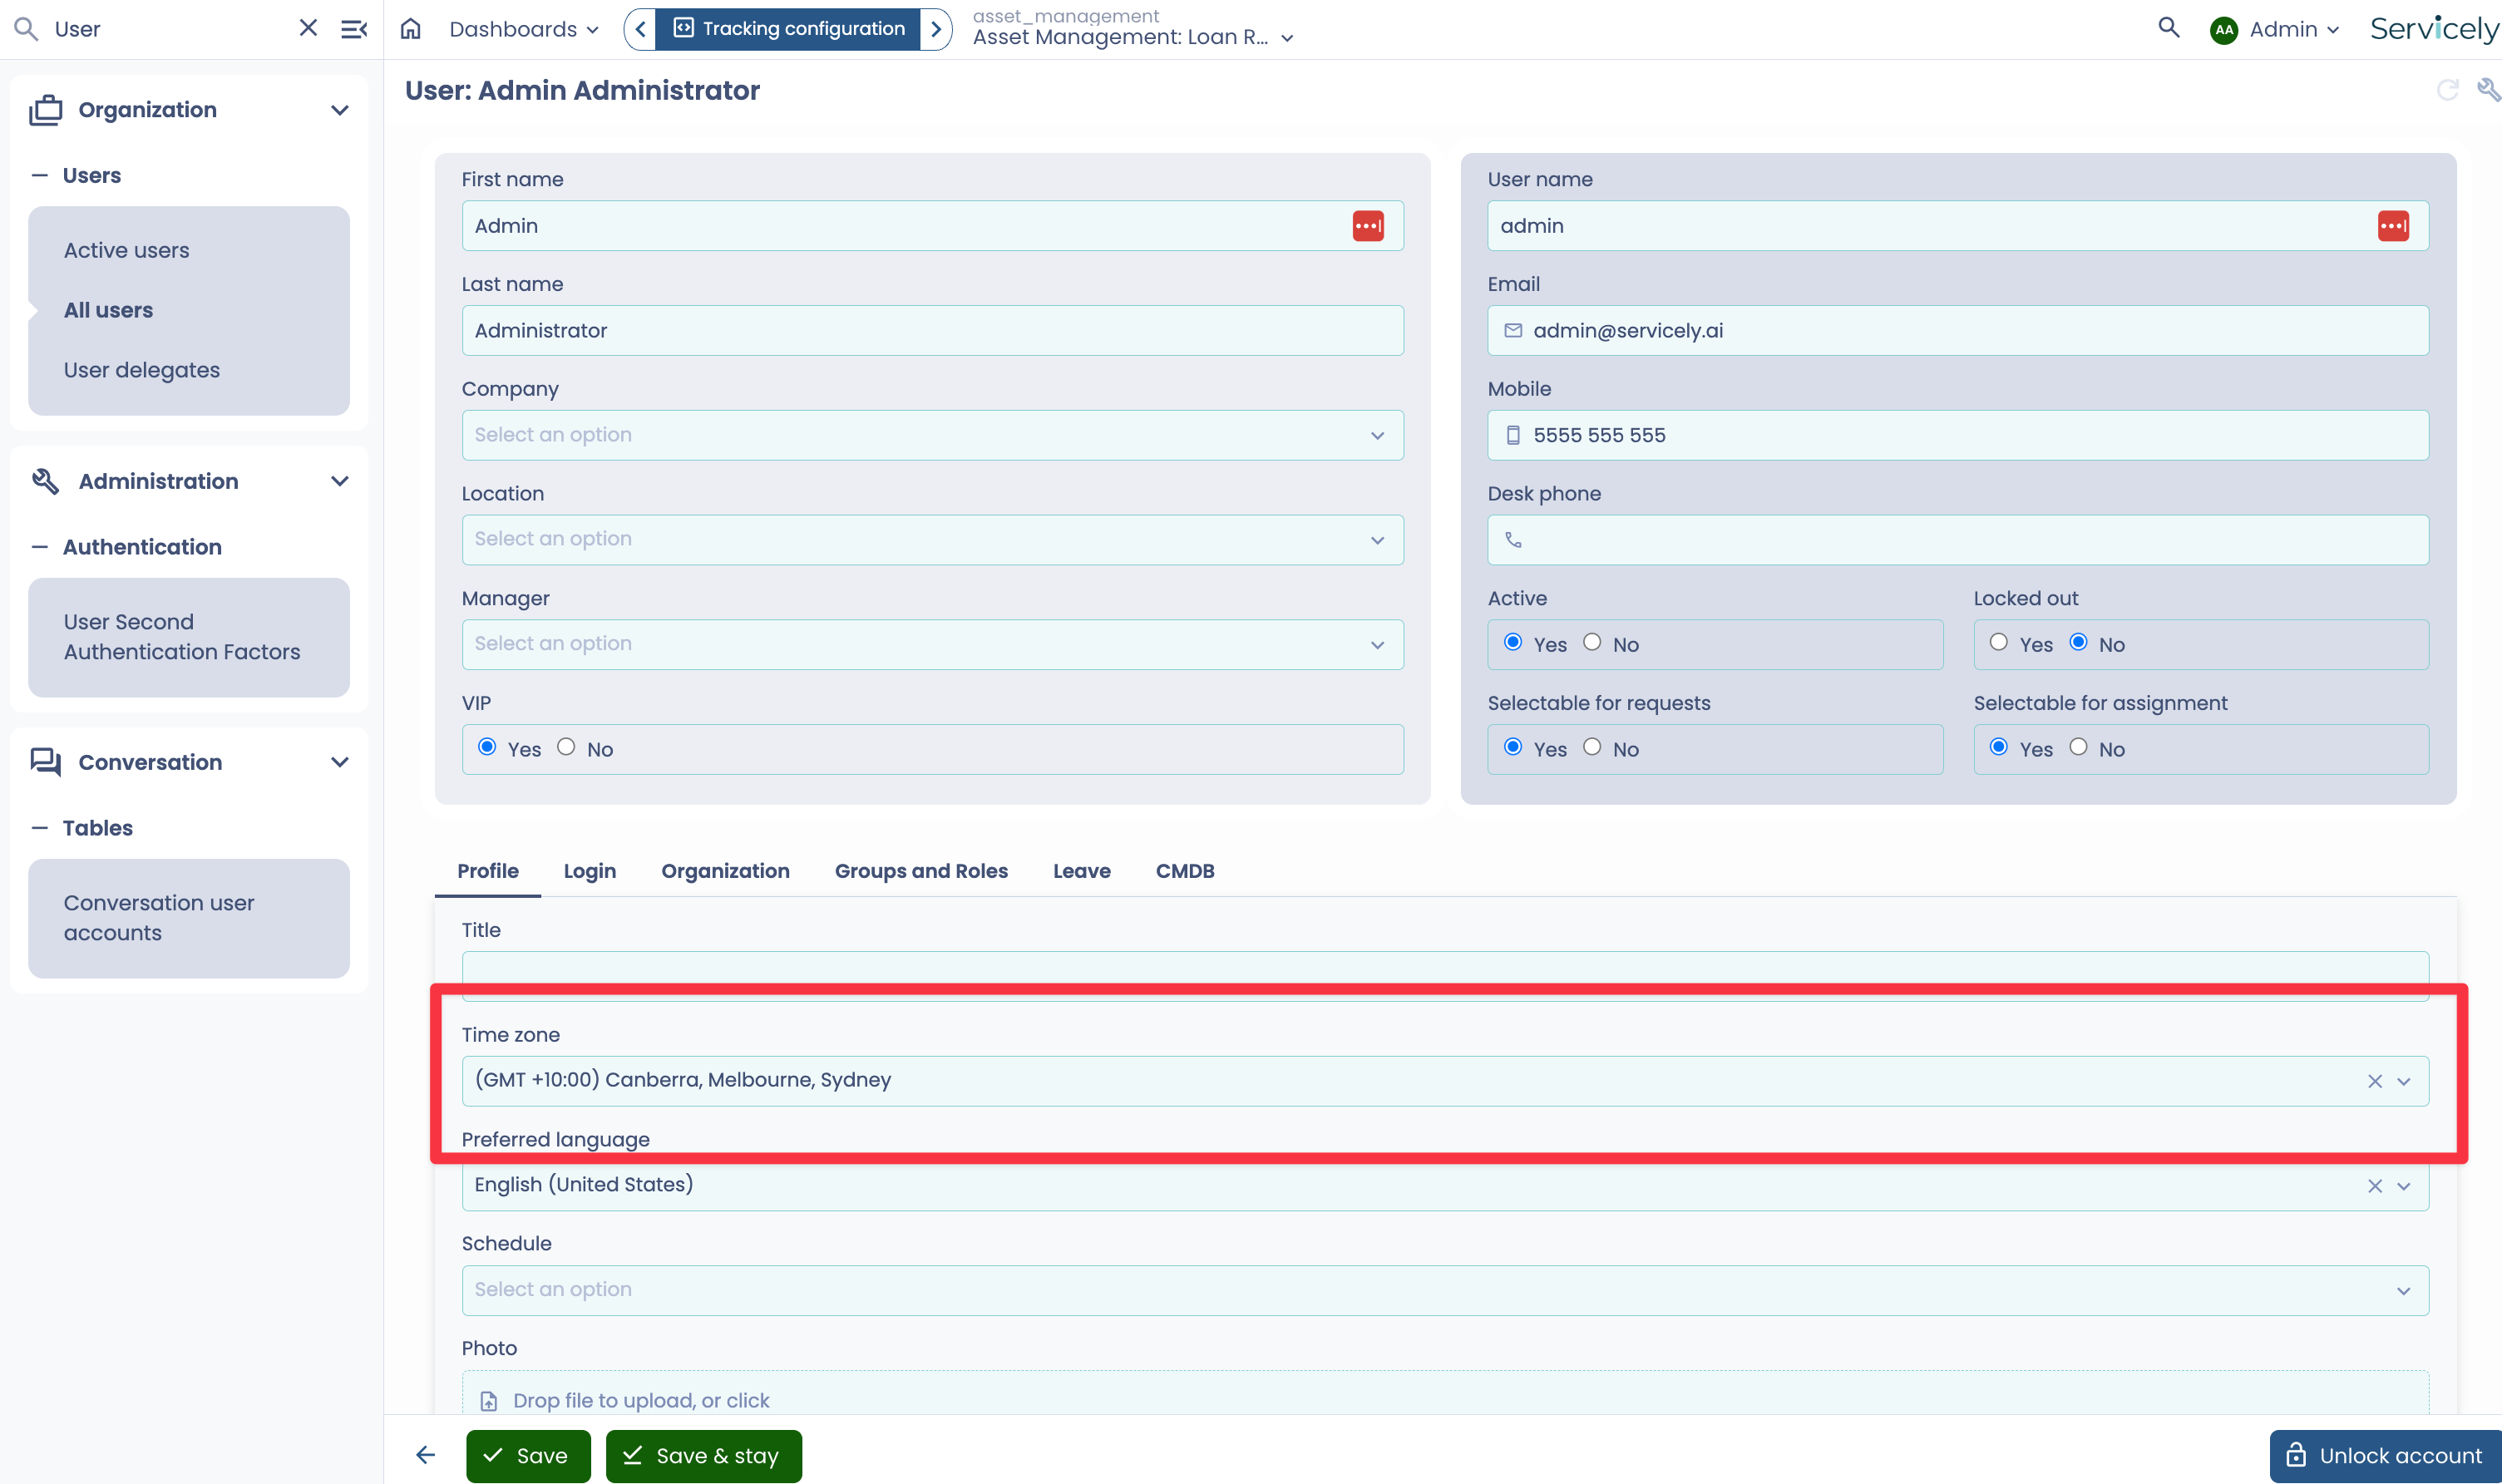 User
Dashboards
Tracking configuration
asset_management
Asset Management: Loan R...
AA
Admin
Servicely
Organization
Users
Active users
All users
User delegates
Administration
Authentication
User Second
Authentication Factors
Conversation
Tables
Conversation user
accounts
User: Admin Administrator
First name
Admin
Last name
Administrator
Company
Select an option
Location
Select an option
Manager
Select an option
VIP
Yes No
User name
admin
Email
admin@servicely.ai
Mobile
5555 555 555
Desk phone
Active
Yes No
Locked out
Yes No
Selectable for requests
Yes No
Selectable for assignment
Yes No
Profile Login Organization Groups and Roles Leave CMDB
Title
Time zone
(GMT +10:00) Canberra, Melbourne, Sydney
Preferred language
English (United States)
Schedule
Select an option
Photo
Drop file to upload, or click
Save
Save & stay
Unlock account